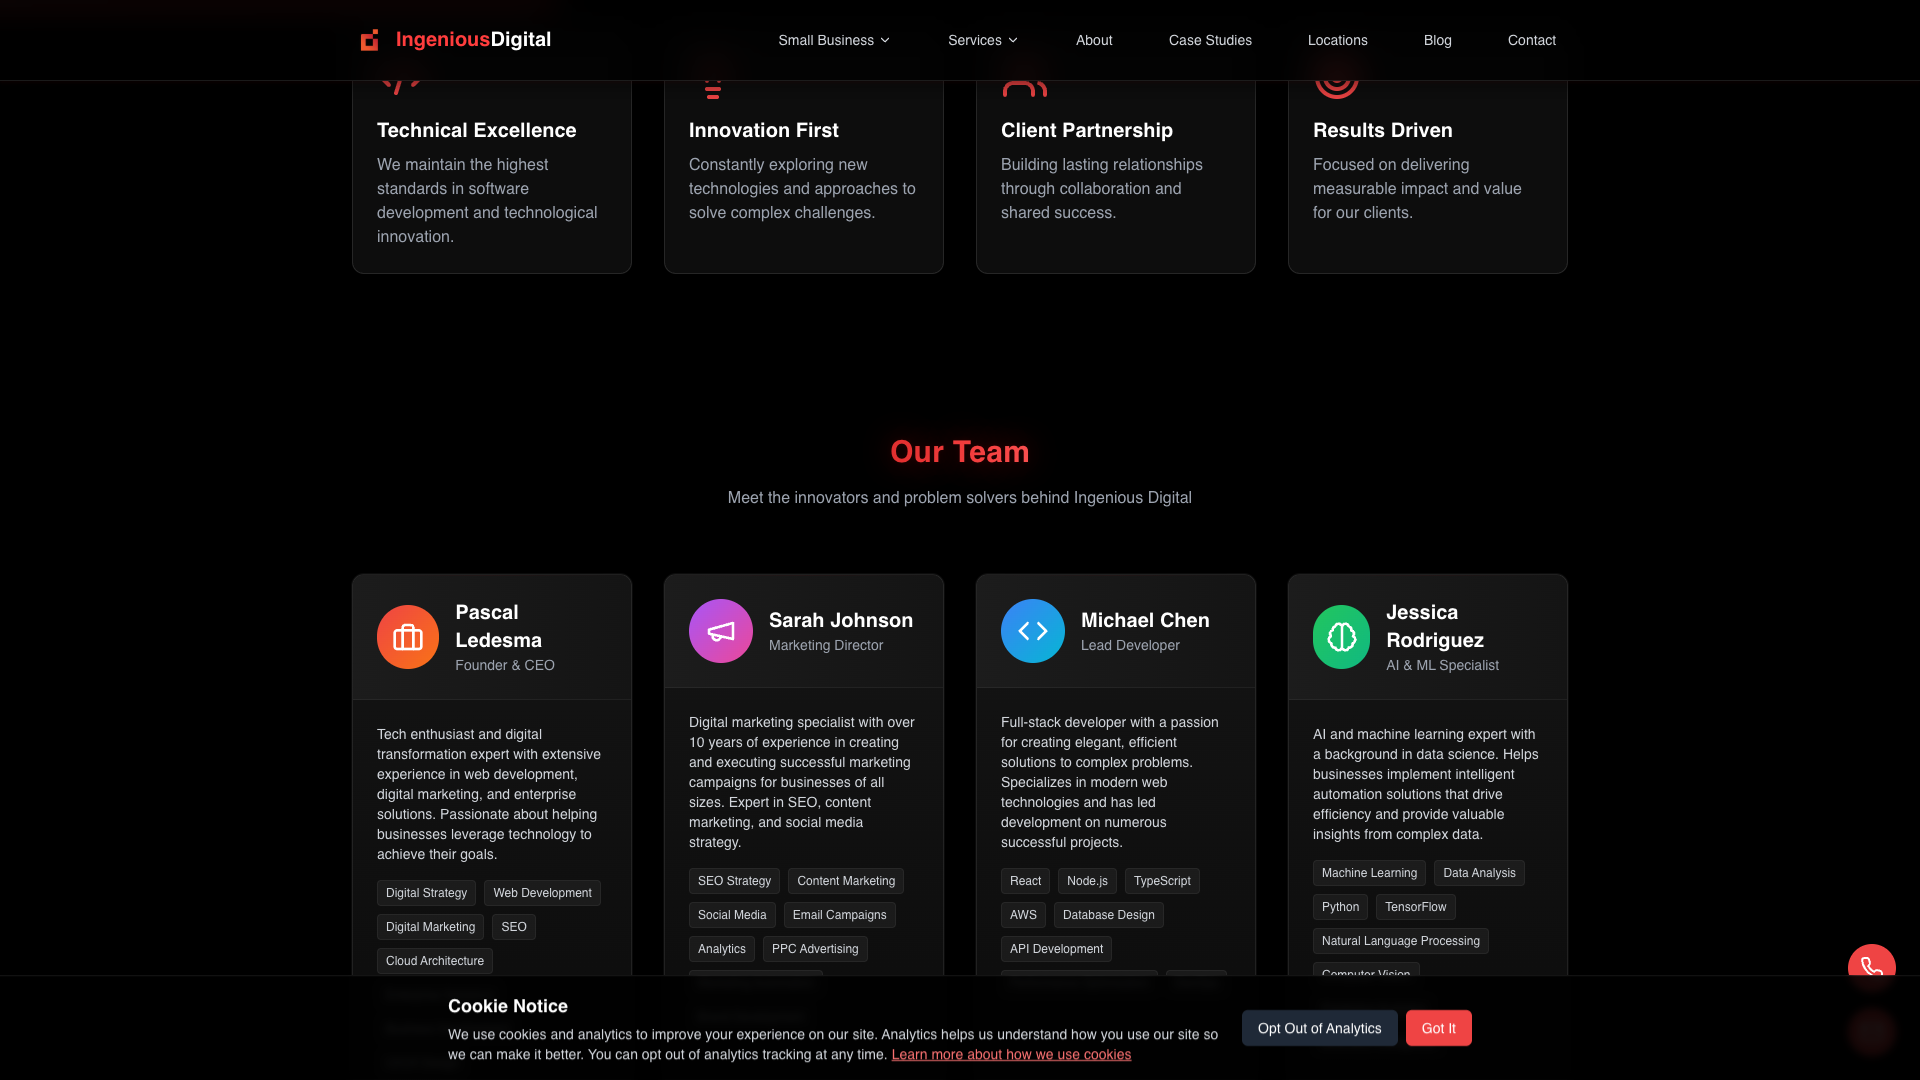 IngeniousDigital
Small Business
Services
About
Case Studies
Locations
Blog
Contact
Technical Excellence
We maintain the highest
standards in software
development and technological
innovation.
Innovation First
Constantly exploring new
technologies and approaches to
solve complex challenges.
Client Partnership
Building lasting relationships
through collaboration and
shared success.
Results Driven
Focused on delivering
measurable impact and value
for our clients.
Our Team
Meet the innovators and problem solvers behind Ingenious Digital
Pascal
Ledesma
Founder & CEO
Tech enthusiast and digital
transformation expert with extensive
experience in web development,
digital marketing, and enterprise
solutions. Passionate about helping
businesses leverage technology to
achieve their goals.
Digital Strategy
Web Development
Digital Marketing
SEO
Cloud Architecture
Sarah Johnson
Marketing Director
Digital marketing specialist with over
10 years of experience in creating
and executing successful marketing
campaigns for businesses of all
sizes. Expert in SEO, content
marketing, and social media
strategy.
SEO Strategy
Content Marketing
Social Media
Email Campaigns
Analytics
PPC Advertising
Michael Chen
Lead Developer
Full-stack developer with a passion
for creating elegant, efficient
solutions to complex problems.
Specializes in modern web
technologies and has led
development on numerous
successful projects.
React
Node.js
TypeScript
AWS
Database Design
API Development
Jessica
Rodriguez
AI & ML Specialist
AI and machine learning expert with
a background in data science. Helps
businesses implement intelligent
automation solutions that drive
efficiency and provide valuable
insights from complex data.
Machine Learning
Data Analysis
Python
TensorFlow
Natural Language Processing
Computer Vision
Cookie Notice
We use cookies and analytics to improve your experience on our site. Analytics helps us understand how you use our site so
we can make it better. You can opt out of analytics tracking at any time. Learn more about how we use cookies
Opt Out of Analytics
Got It